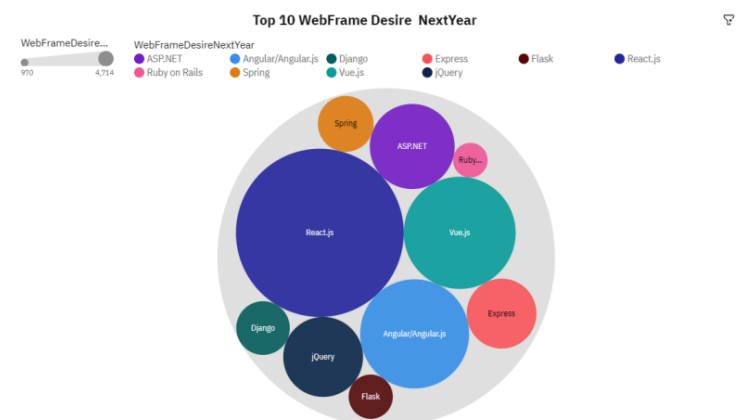 Top 10 WebFrame Desire NextYear
WebFrameDesire...
970 4,714
WebFrameDesireNextYear
ASP.NET Angular/Angular.js Django Express Flask React.js
Ruby on Rails Spring Vue.js jQuery
Spring
ASP.NET
Ruby...
React.js
Vue.js
Express
Django
Angular/Angular.js
jQuery
Flask